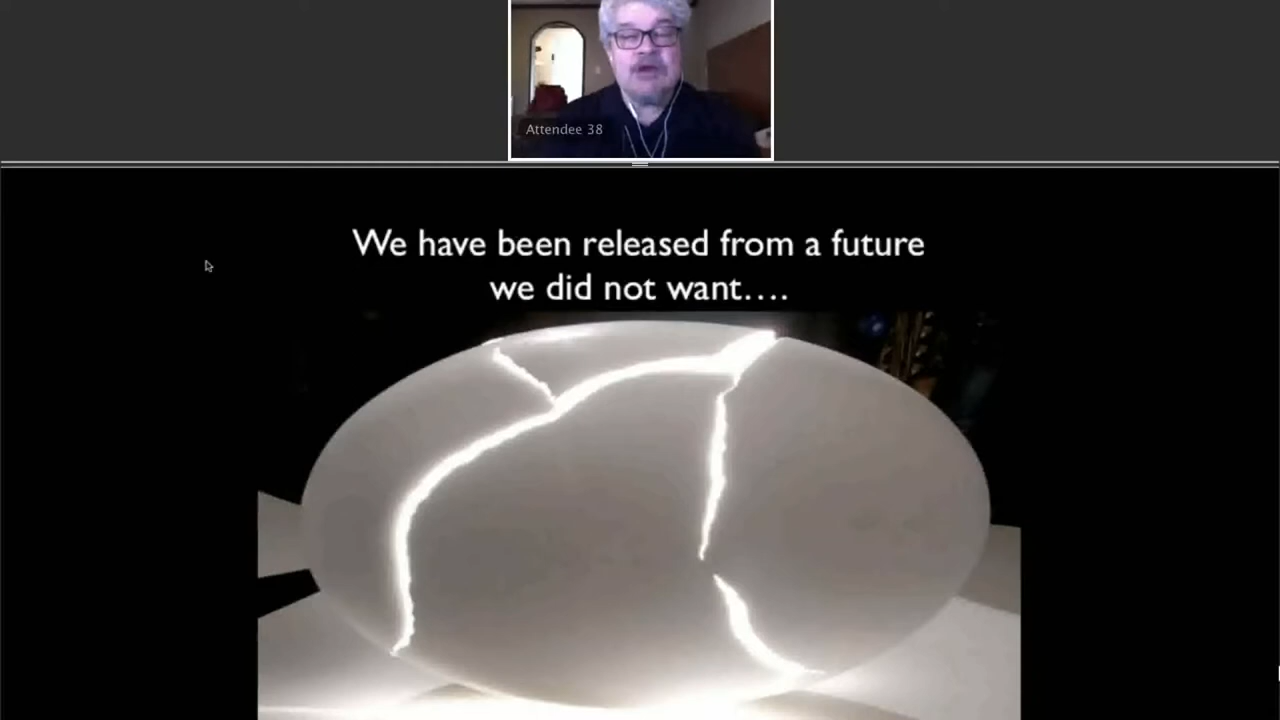 Attendee 38
We have been released from a future
we did not want....